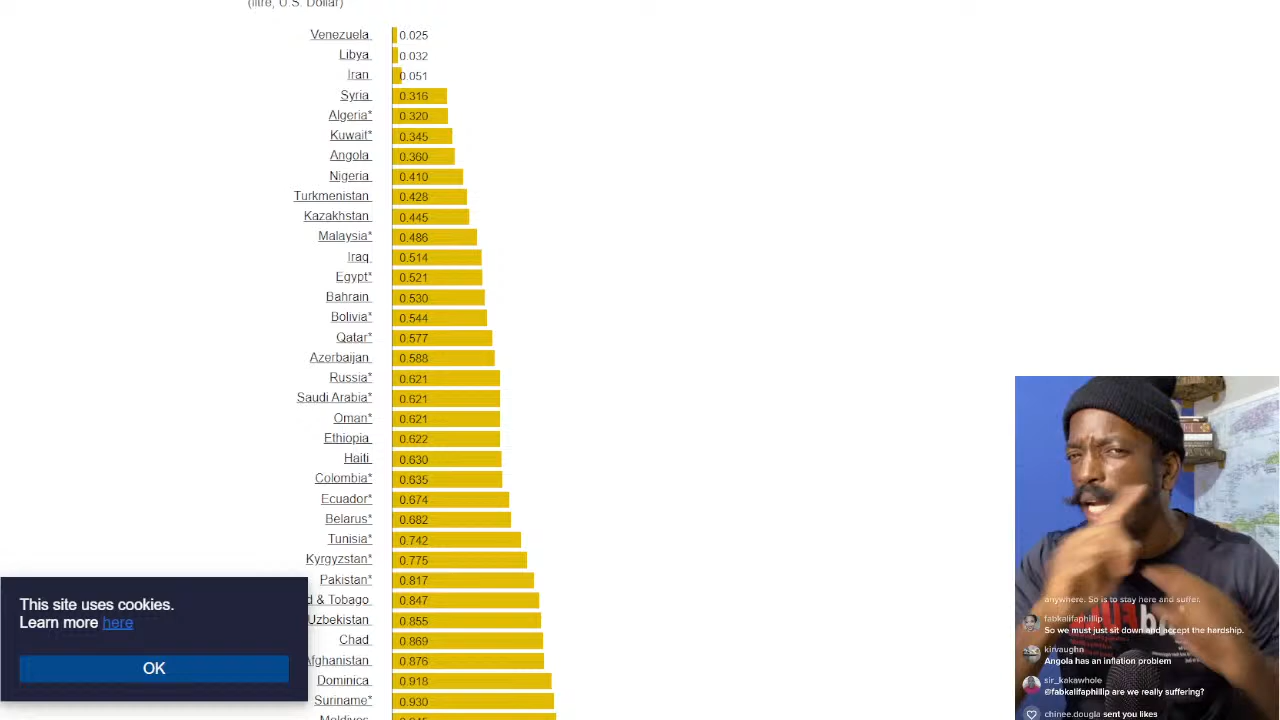 (litre, U.S. Dollar)
Venezuela 0.025
Libya 0.032
Iran 0.051
Syria 0.316
Algeria* 0.320
Kuwait* 0.345
Angola 0.360
Nigeria 0.410
Turkmenistan 0.428
Kazakhstan 0.445
Malaysia* 0.486
Iraq 0.514
Egypt* 0.521
Bahrain 0.530
Bolivia* 0.544
Qatar* 0.577
Azerbaijan 0.588
Russia* 0.621
Saudi Arabia* 0.621
Oman* 0.621
Ethiopia 0.622
Haiti 0.630
Colombia* 0.635
Ecuador* 0.674
Belarus* 0.682
Tunisia* 0.742
Kyrgyzstan* 0.775
Pakistan* 0.817
d & Tobago 0.847
Uzbekistan 0.855
Chad 0.869
Afghanistan 0.876
Dominica 0.918
Suriname* 0.930
Maldives 0.945
This site uses cookies.
Learn more here
OK
anywhere. So is to stay here and suffer.
fabkalifaphillip
So we must just sit down and accept the hardship.
kirvaughn
Angola has an inflation problem
sir_kakawhole
@fabkalifaphillip are we really suffering?
chinee.dougla sent you likes